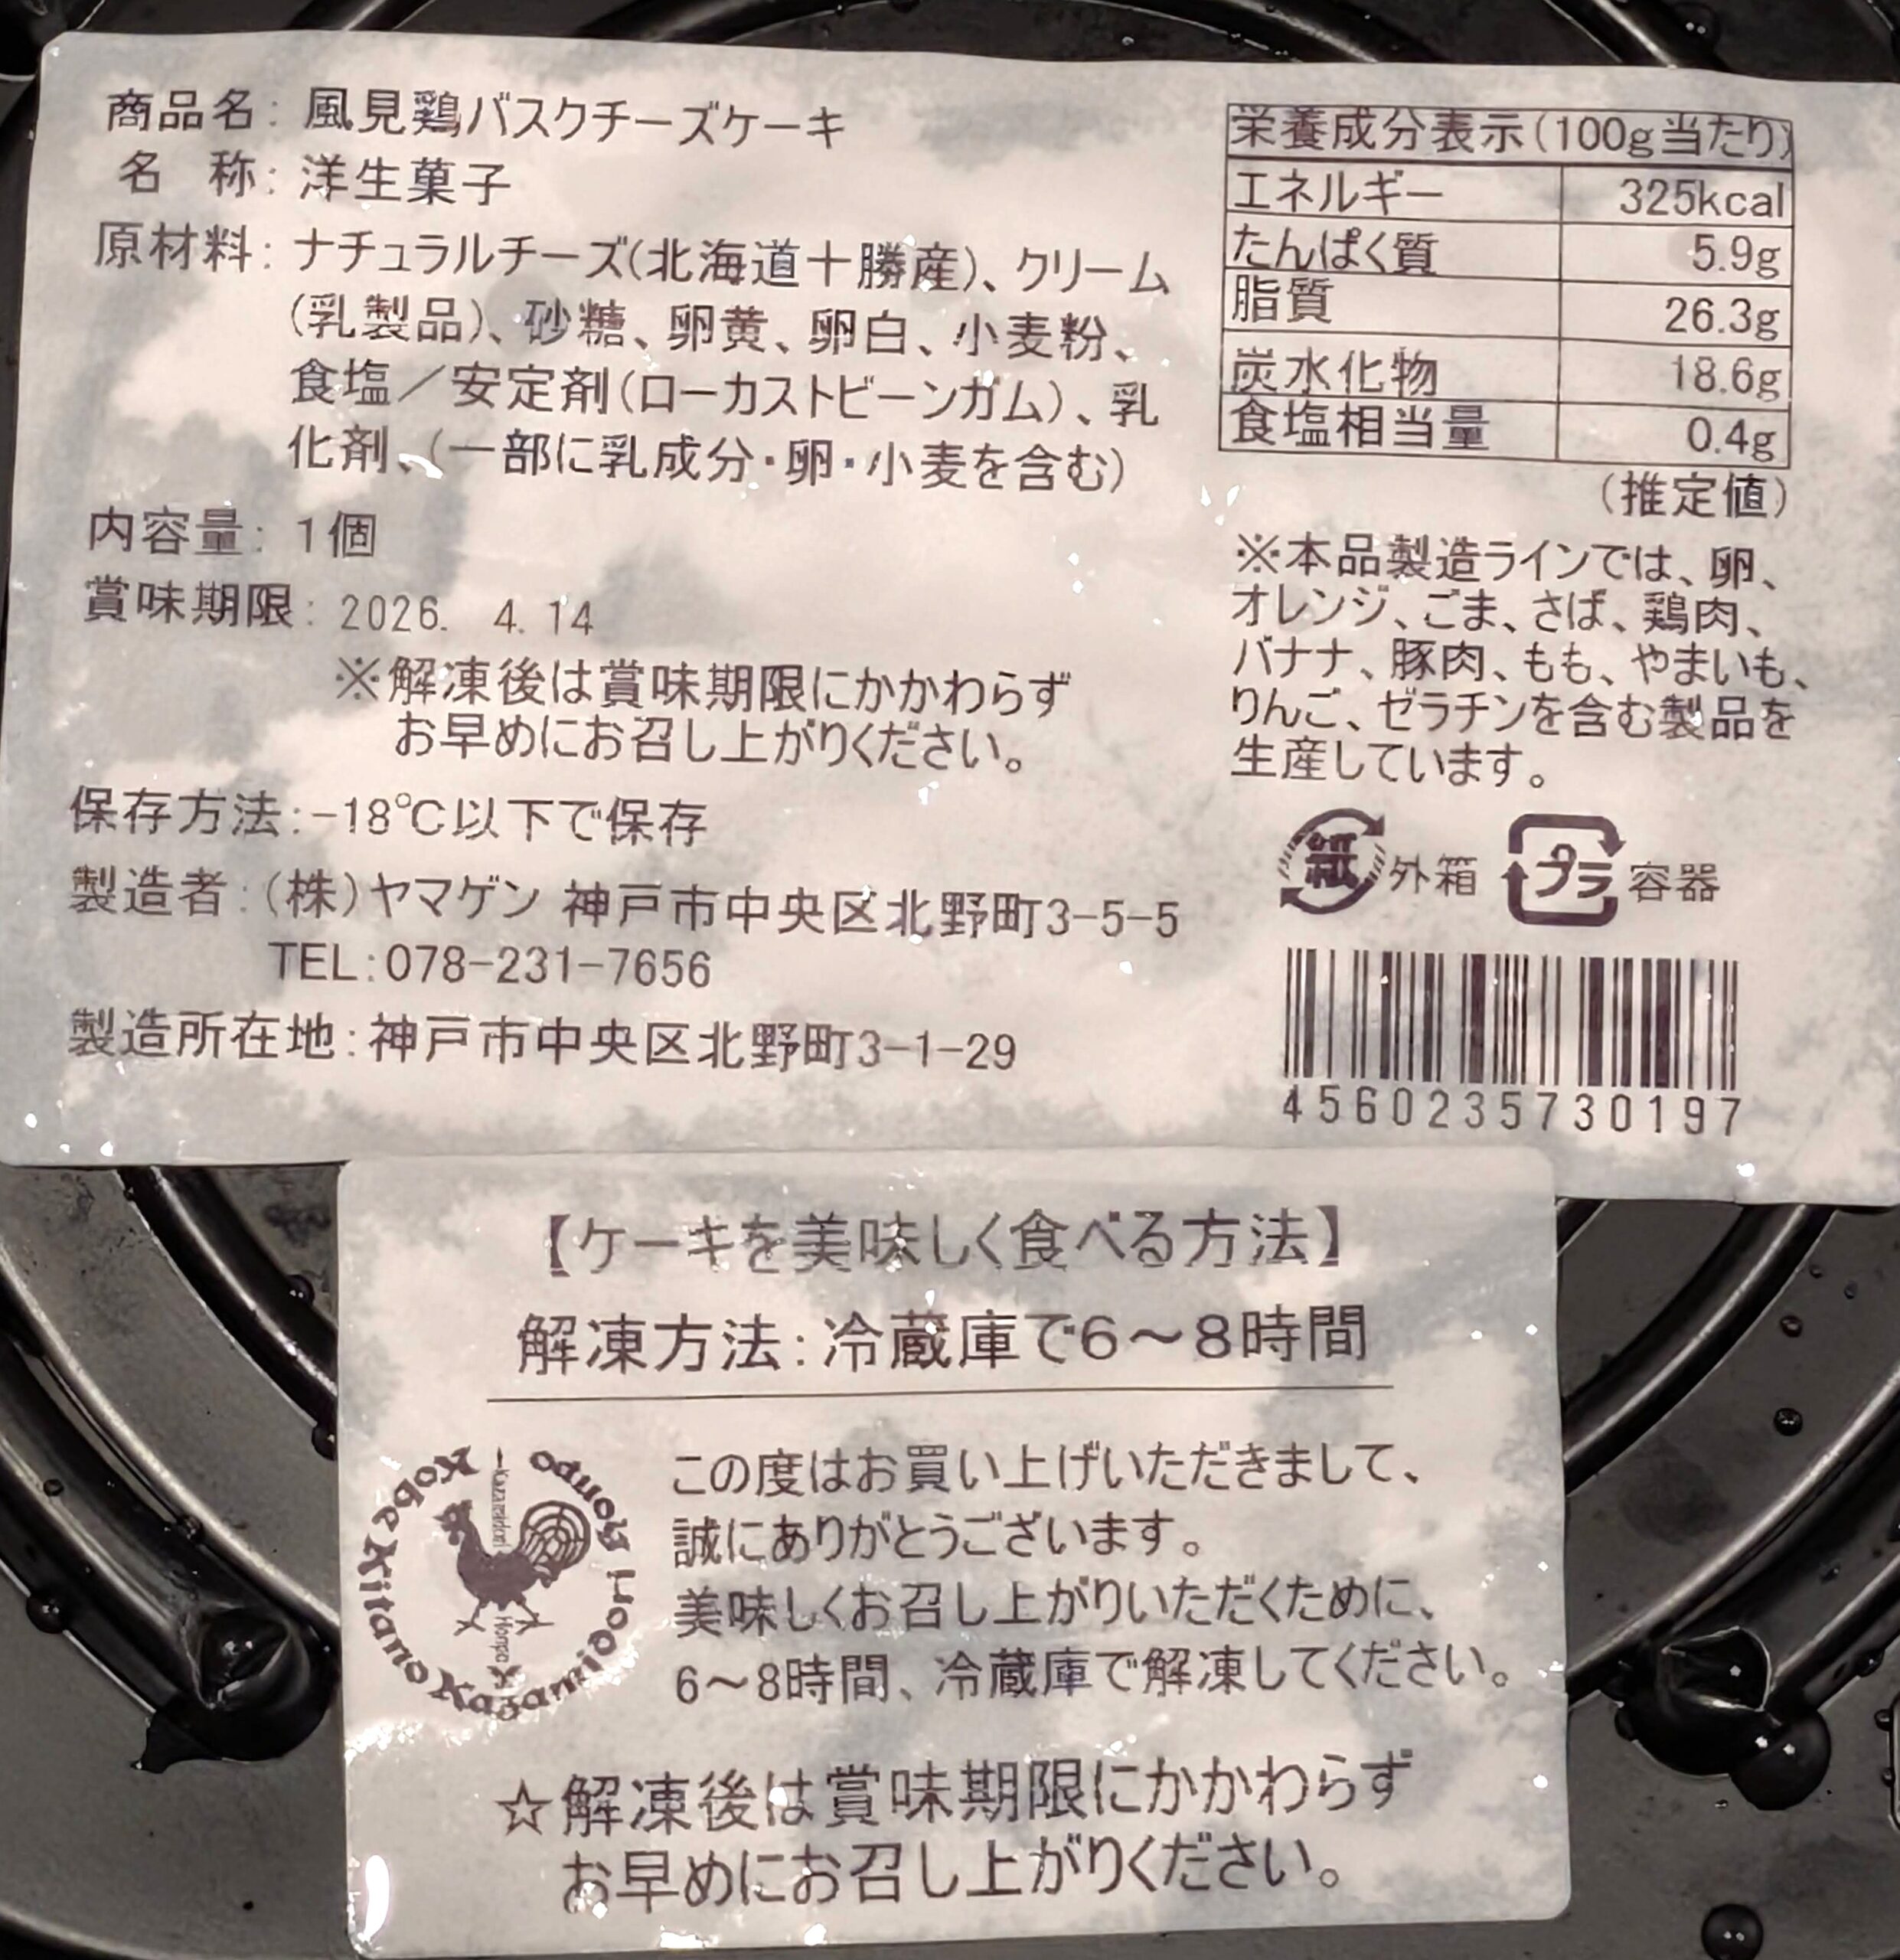 商品名：風見鶏バスクチーズケーキ
名　称：洋生菓子
原材料：ナチュラルチーズ(北海道十勝産)、クリーム
(乳製品)、砂糖、卵黄、卵白、小麦粉、
食塩／安定剤(ローカストビーンガム)、乳
化剤、(一部に乳成分・卵・小麦を含む)
内容量：1個
賞味期限：2026. 4.14
※解凍後は賞味期限にかかわらず
お早めにお召し上がりください。
保存方法：-18℃以下で保存
製造者：(株)ヤマゲン 神戸市中央区北野町3-5-5
TEL:078-231-7656
製造所在地：神戸市中央区北野町3-1-29
栄養成分表示(100g当たり)
エネルギー 325kcal
たんぱく質 5.9g
脂質 26.3g
炭水化物 18.6g
食塩相当量 0.4g
(推定値)
※本品製造ラインでは、卵、
オレンジ、ごま、さば、鶏肉、
バナナ、豚肉、もも、やまいも、
りんご、ゼラチンを含む製品を
生産しています。
紙 外箱 プラ 容器
4560235730197
【ケーキを美味しく食べる方法】
解凍方法：冷蔵庫で6～8時間
Kobe Kitano Kazamidori Hompo
Kazamidori Hompo
この度はお買い上げいただきまして、
誠にありがとうございます。
美味しくお召し上がりいただくために、
6～8時間、冷蔵庫で解凍してください。
☆解凍後は賞味期限にかかわらず
お早めにお召し上がりください。